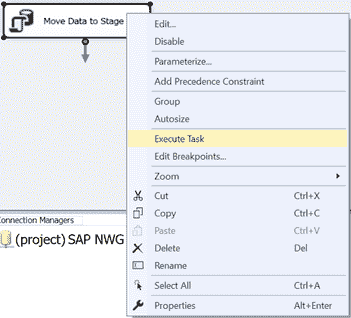 Move Data to Stage
Edit...
Disable
Parameterize...
Add Precedence Constraint
Group
Autosize
Execute Task
Edit Breakpoints...
Zoom
Cut Ctrl+X
Copy Ctrl+C
Paste Ctrl+V
Delete Del
Rename
Select All Ctrl+A
Properties Alt+Enter
Connection Managers
(project) SAP NWG